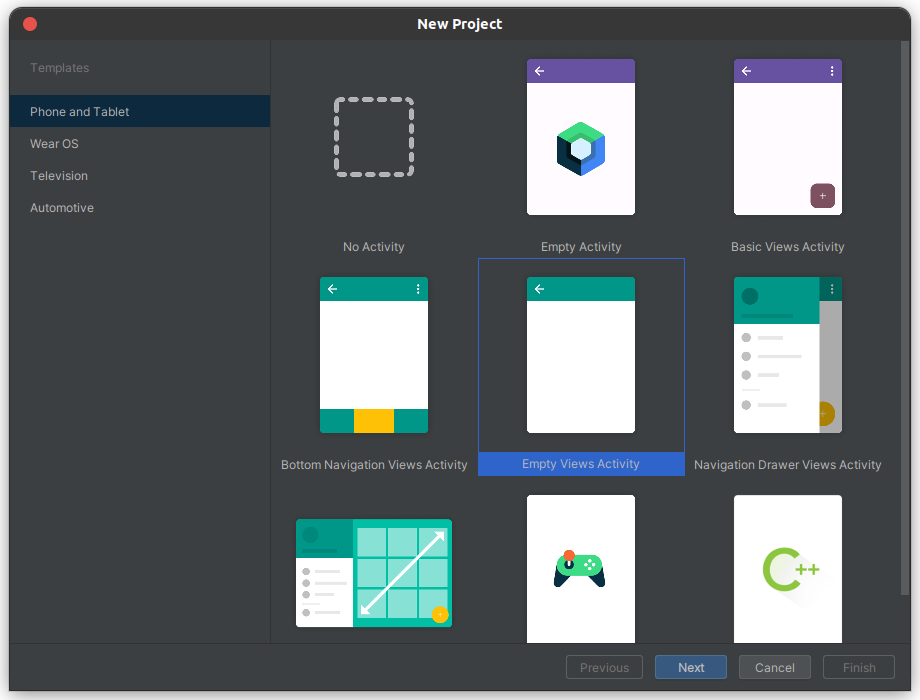 New Project
Templates
Phone and Tablet
Wear OS
Television
Automotive
No Activity
Empty Activity
Basic Views Activity
Bottom Navigation Views Activity
Empty Views Activity
Navigation Drawer Views Activity
C++
Previous
Next
Cancel
Finish